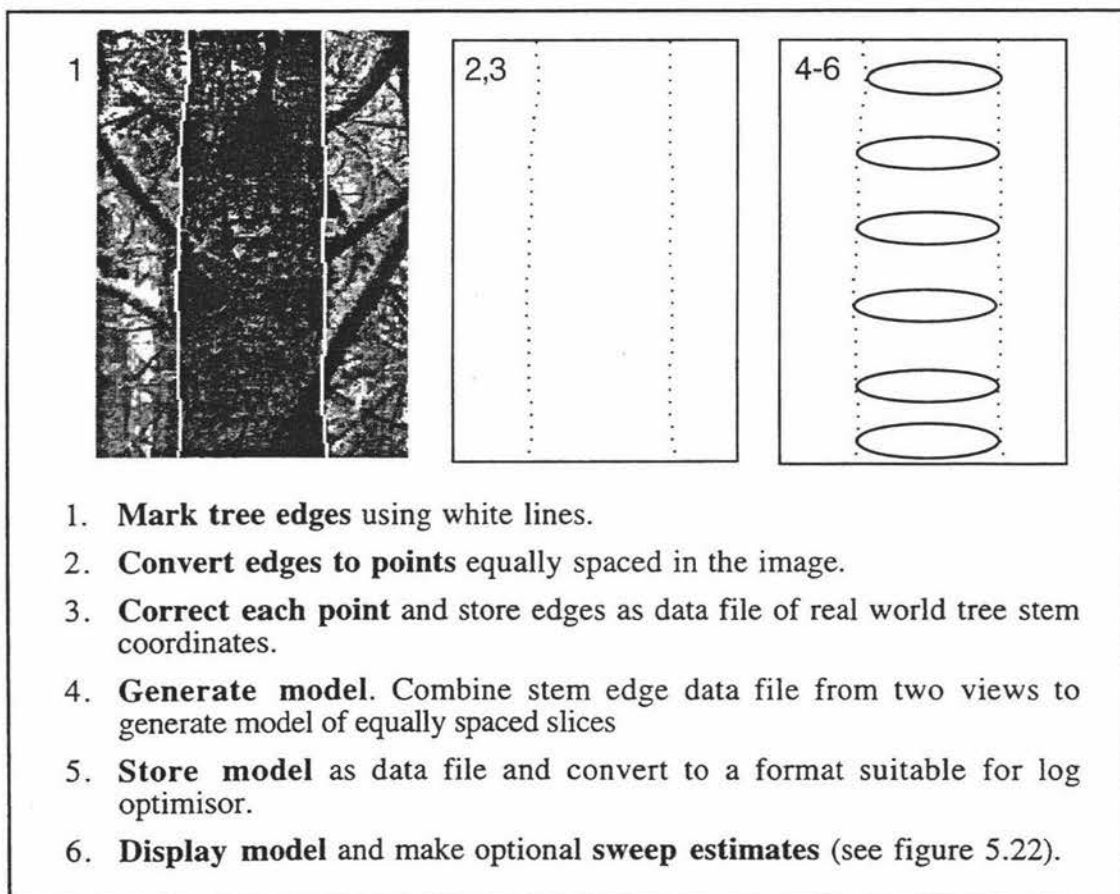 1
2,3
4-6
1. Mark tree edges using white lines.
2. Convert edges to points equally spaced in the image.
3. Correct each point and store edges as data file of real world tree stem
coordinates.
4. Generate model. Combine stem edge data file from two views to
generate model of equally spaced slices
5. Store model as data file and convert to a format suitable for log
optimisor.
6. Display model and make optional sweep estimates (see figure 5.22).